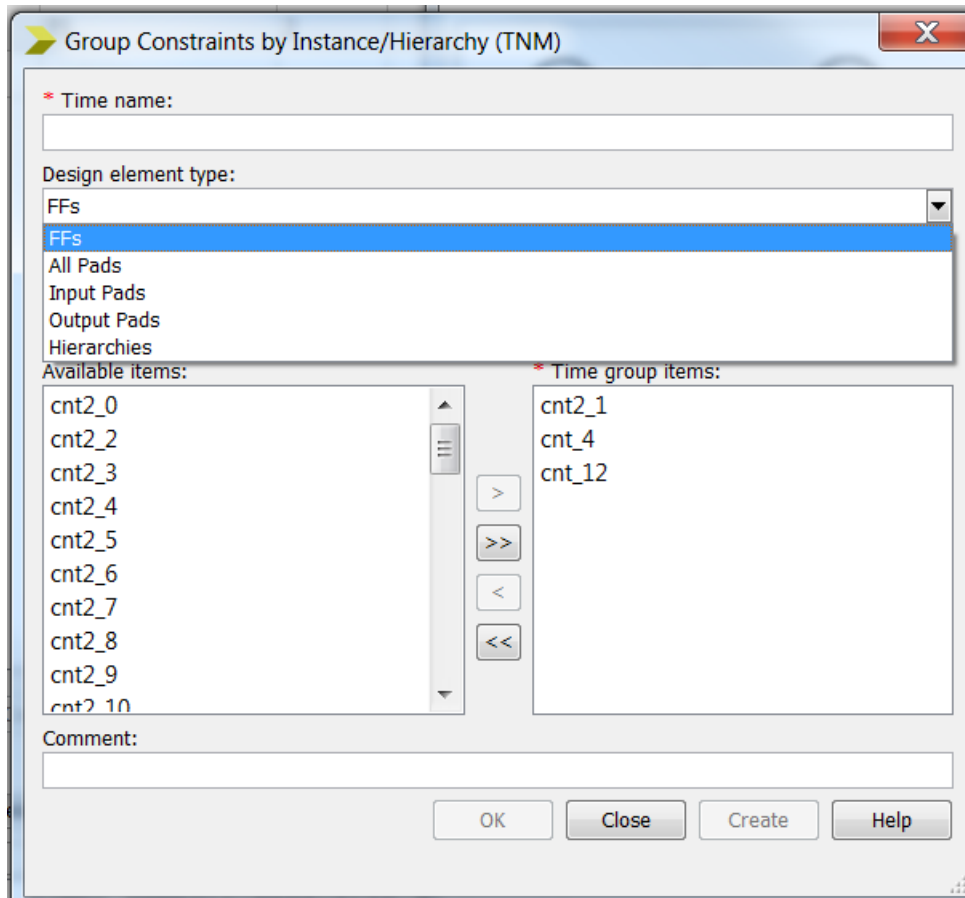 Group Constraints by Instance/Hierarchy (TNM)
X
* Time name:
Design element type:
FFs
FFs
All Pads
Input Pads
Output Pads
Hierarchies
Available items:
cnt2_0
cnt2_2
cnt2_3
cnt2_4
cnt2_5
cnt2_6
cnt2_7
cnt2_8
cnt2_9
cnt2_10
>
>>
<
<<
* Time group items:
cnt2_1
cnt_4
cnt_12
Comment:
OK Close Create Help